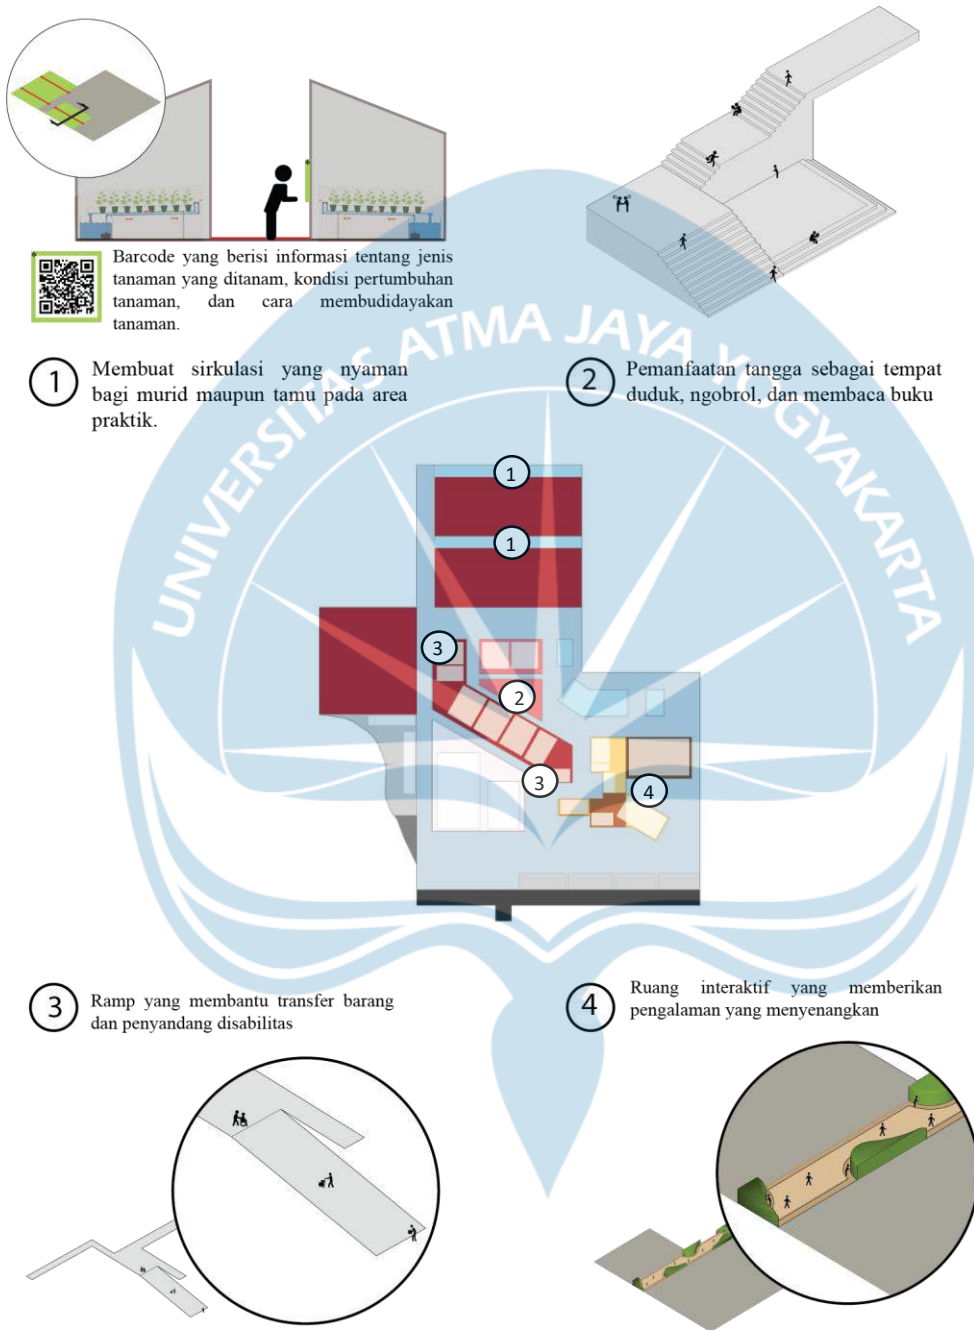 *
Barcode yang berisi informasi tentang jenis
tanaman yang ditanam, kondisi pertumbuhan
tanaman, dan cara membudidayakan
tanaman.
1 Membuat sirkulasi yang nyaman
bagi murid maupun tamu pada area
praktik.
2 Pemanfaatan tangga sebagai tempat
duduk, ngobrol, dan membaca buku
UNIVERSITAS ATMA JAYA YOGYAKARTA
1
1
3
2
3
4
3 Ramp yang membantu transfer barang
dan penyandang disabilitas
4 Ruang interaktif yang memberikan
pengalaman yang menyenangkan